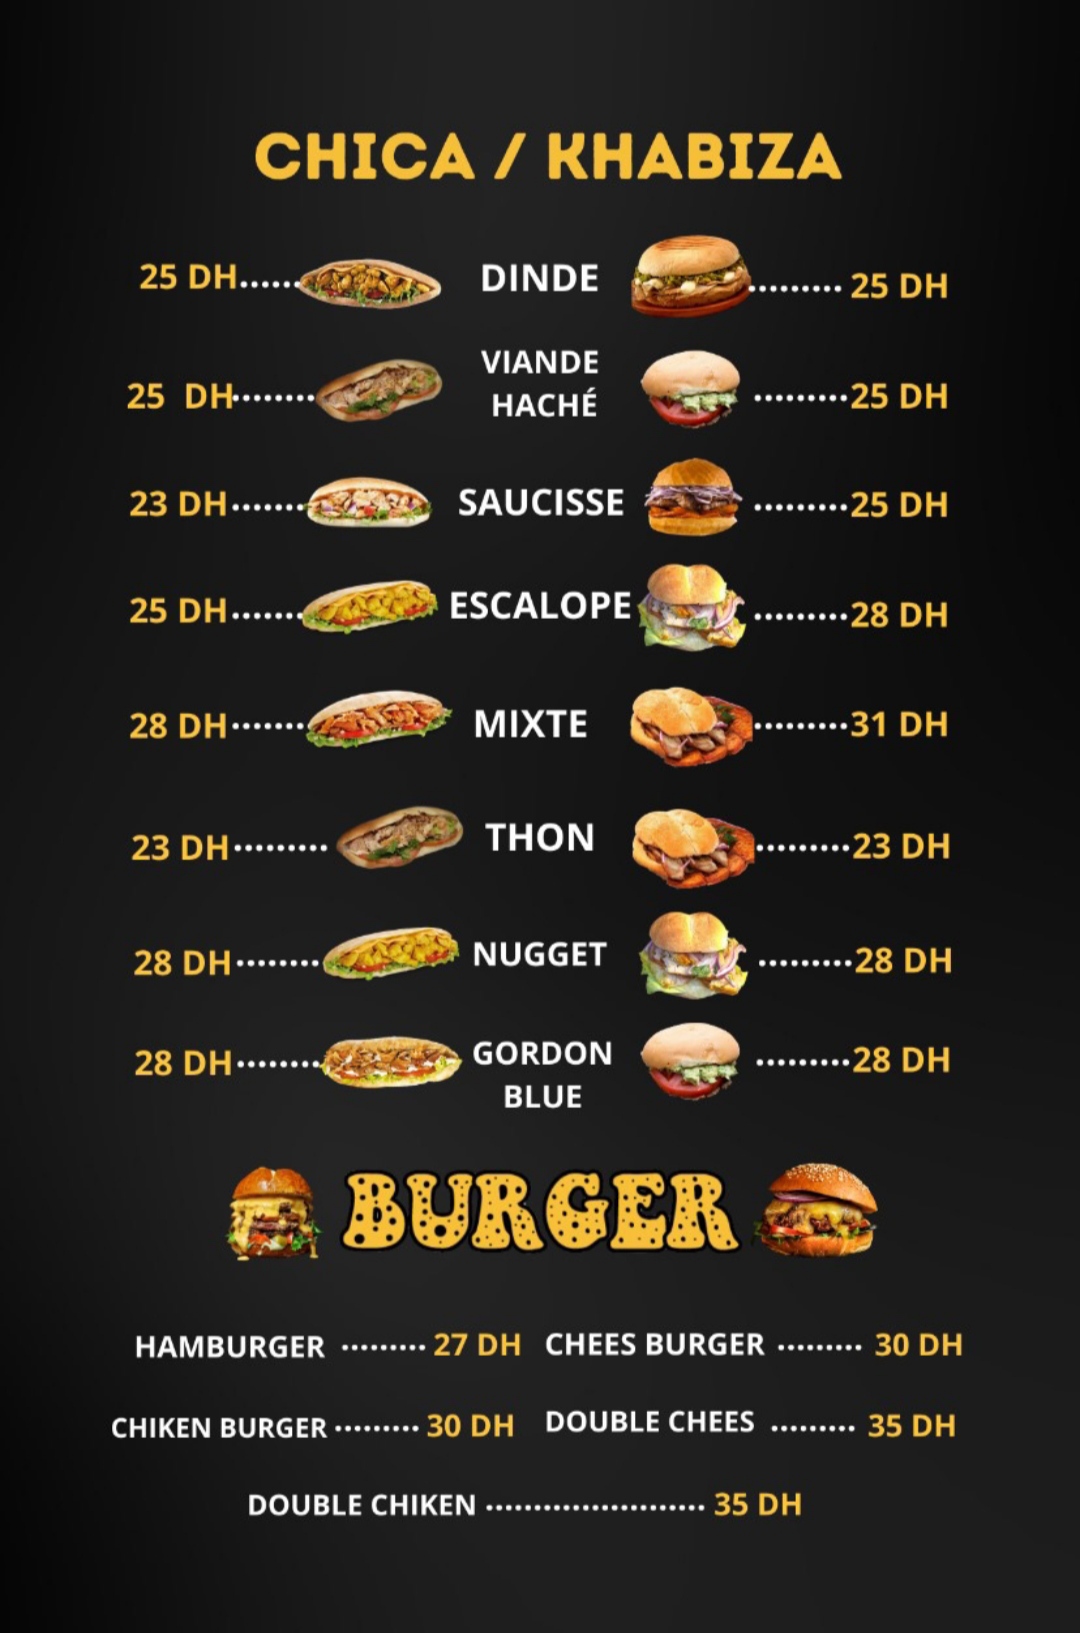 CHICA / KHABIZA
25 DH...... DINDE ......... 25 DH
25 DH......... VIANDE HACHÉ .........25 DH
23 DH....... SAUCISSE .........25 DH
25 DH....... ESCALOPE .........28 DH
28 DH....... MIXTE .........31 DH
23 DH......... THON .........23 DH
28 DH........ NUGGET .........28 DH
28 DH........ GORDON BLUE .........28 DH
BURGER
HAMBURGER ......... 27 DH CHEES BURGER ......... 30 DH
CHIKEN BURGER ......... 30 DH DOUBLE CHEES ......... 35 DH
DOUBLE CHIKEN ....................... 35 DH